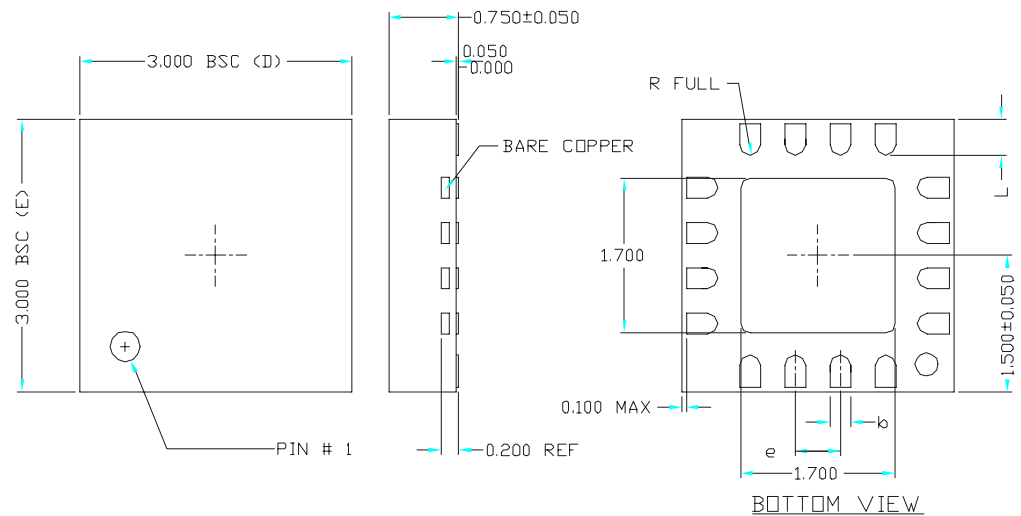 0.750±0.050
0.050
0.000
3.000 BSC (D)
R FULL
BARE COPPER
L
3.000 BSC (E)
1.700
1.500±0.050
0.100 MAX
b
PIN # 1
0.200 REF
e
1.700
BOTTOM VIEW